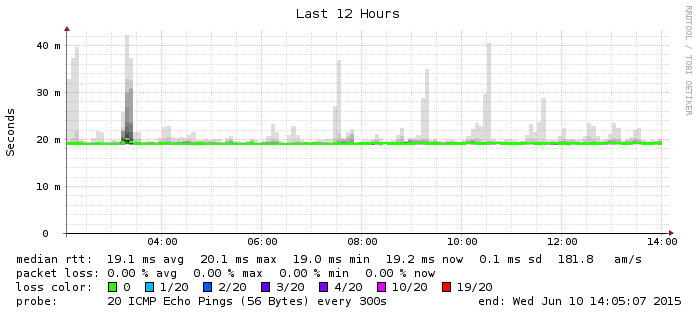 Last 12 Hours
RRDTOOL / TOBI OETIKER
Seconds
40 m
30 m
20 m
10 m
0
04:00 06:00 08:00 10:00 12:00 14:00
median rtt: 19.1 ms avg 20.1 ms max 19.0 ms min 19.2 ms now 0.1 ms sd 181.8 am/s
packet loss: 0.00 % avg 0.00 % max 0.00 % min 0.00 % now
loss color: 0 1/20 2/20 3/20 4/20 10/20 19/20
probe: 20 ICMP Echo Pings (56 Bytes) every 300s end: Wed Jun 10 14:05:07 2015